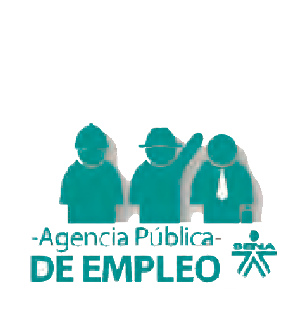 -Agencia Pública-
DE EMPLEO
SENA